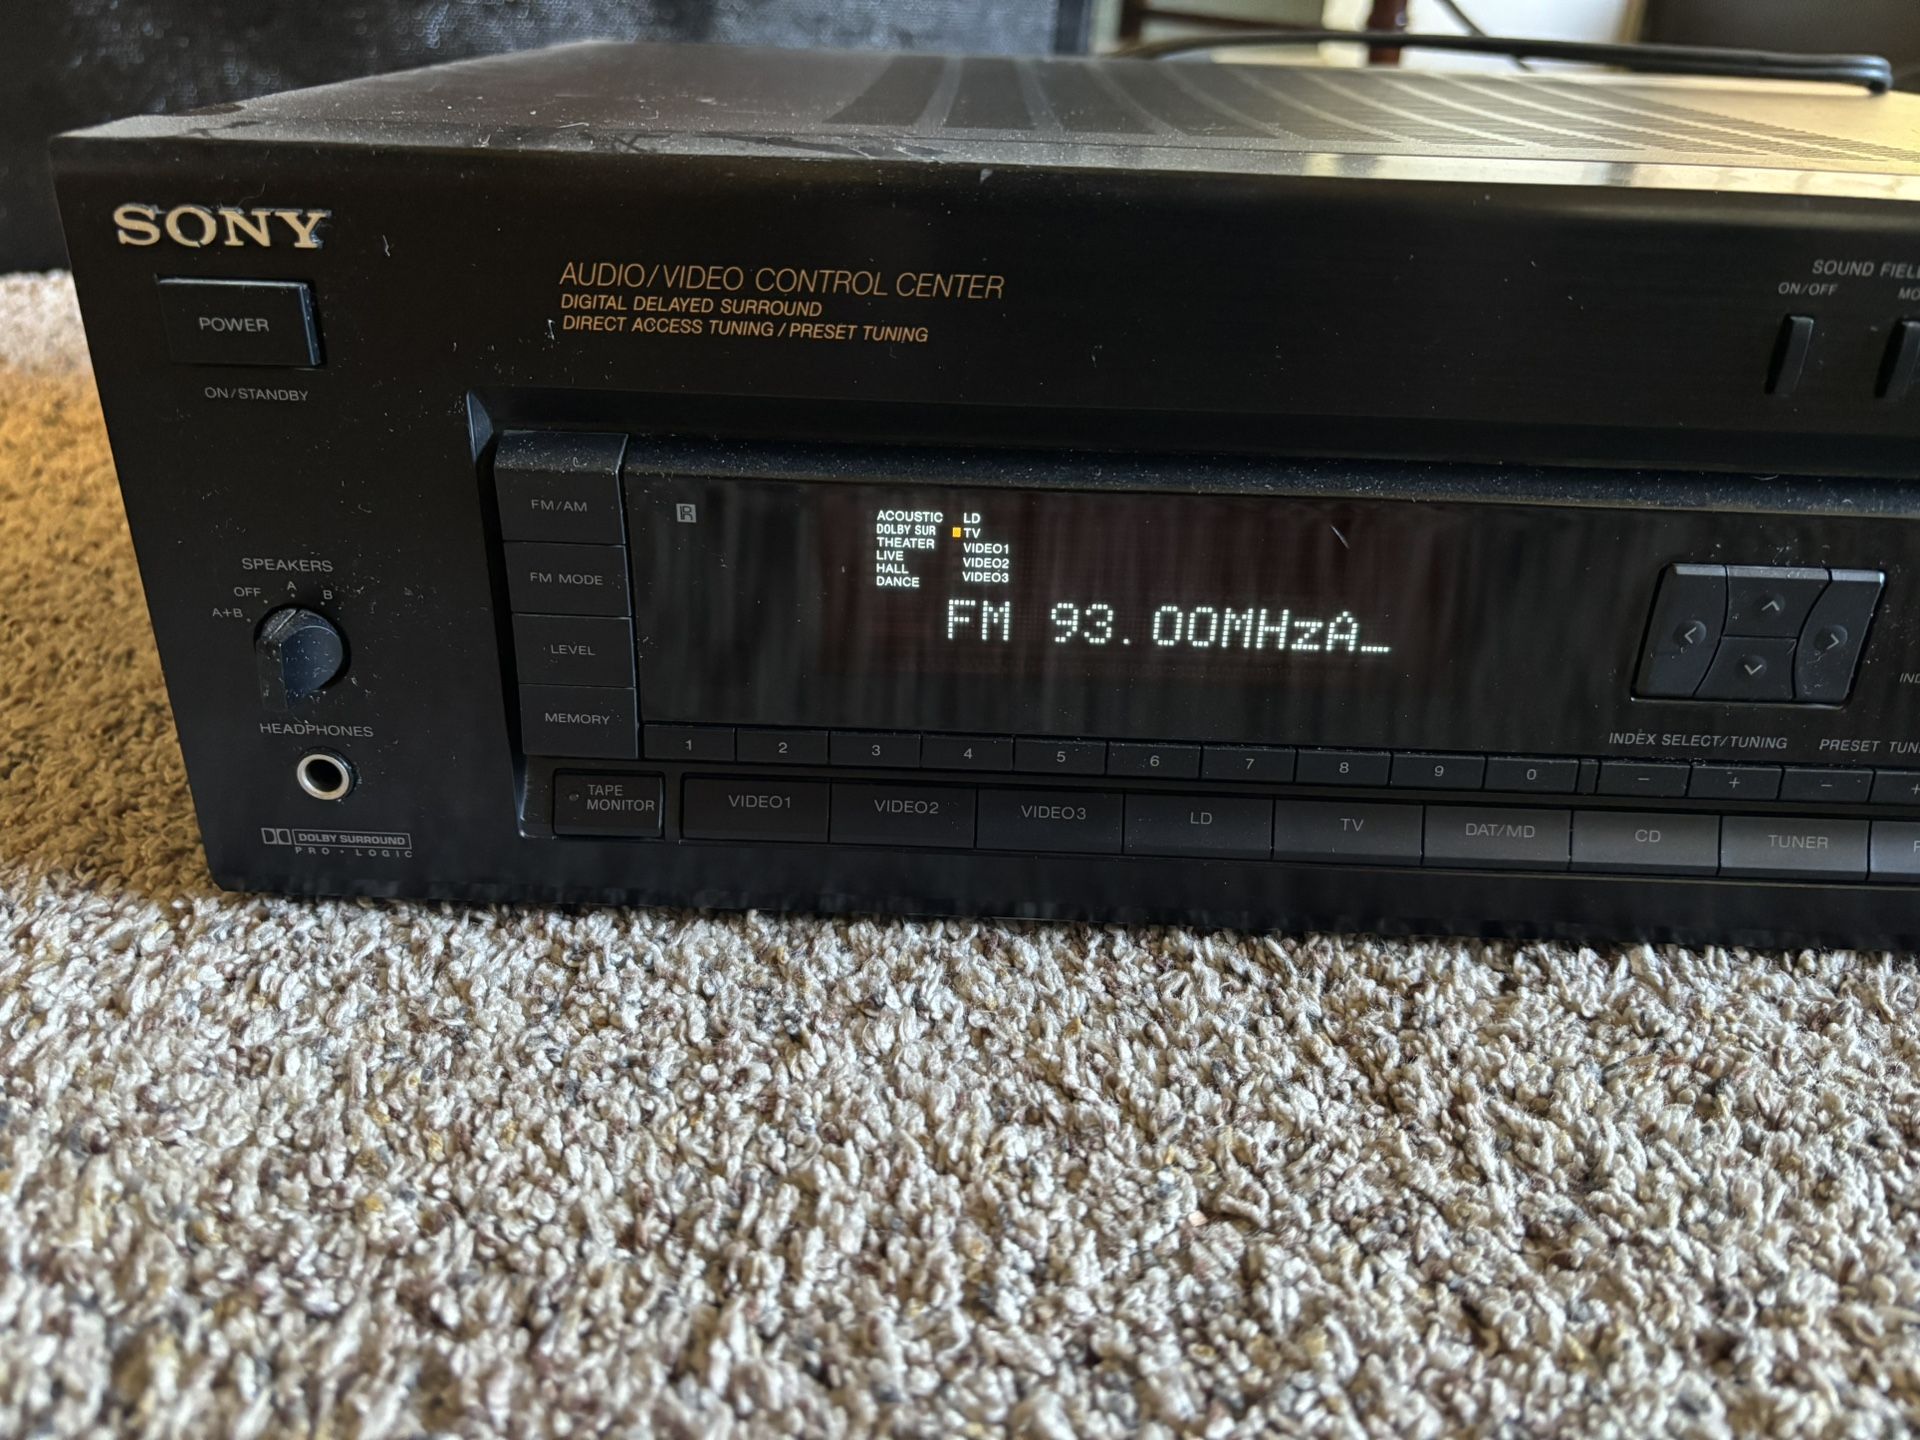 SONY
POWER
ON/STANDBY
AUDIO/VIDEO CONTROL CENTER
DIGITAL DELAYED SURROUND
DIRECT ACCESS TUNING / PRESET TUNING
SOUND FIELD
ON/OFF
FM/AM
FM MODE
LEVEL
MEMORY
R
ACOUSTIC
DOLBY SUR
THEATER
LIVE
HALL
DANCE
LD
TV
VIDEO1
VIDEO2
VIDEO3
FM 93.00MHzA_
SPEAKERS
OFF A B
A+B
HEADPHONES
DOLBY SURROUND
PRO · LOGIC
INDEX SELECT/TUNING
PRESET
1 2 3 4 5 6 7 8 9 0 − + − +
TAPE MONITOR
VIDEO1 VIDEO2 VIDEO3 LD TV DAT/MD CD TUNER